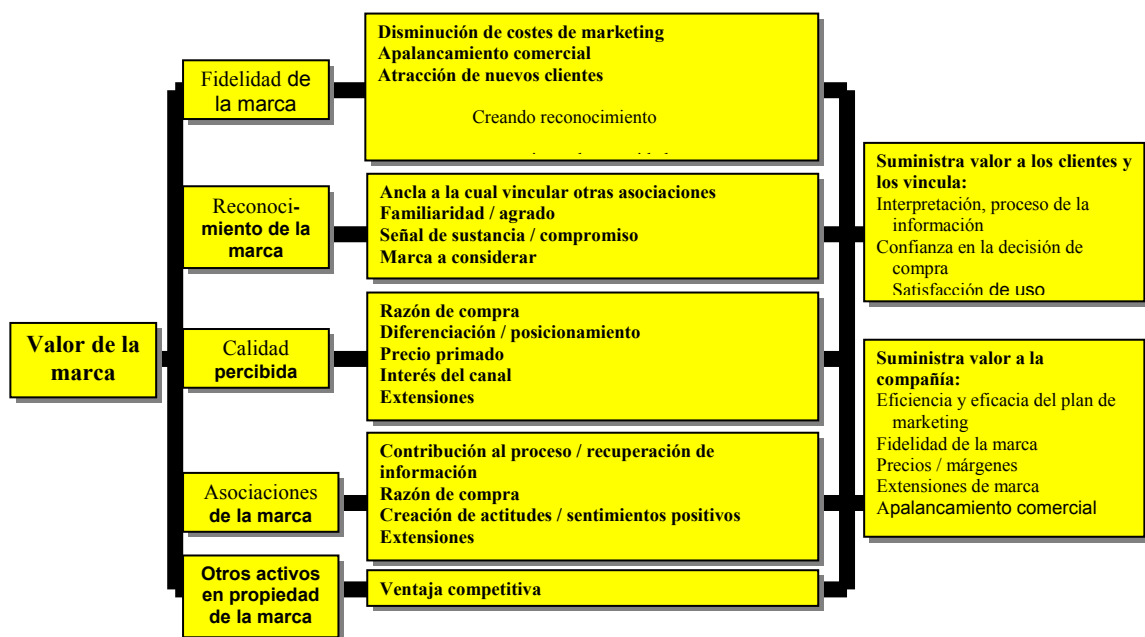 Valor de la
marca
Fidelidad de
la marca
Disminución de costes de marketing
Apalancamiento comercial
Atracción de nuevos clientes
Creando reconocimiento
Reconoci-
miento de la
marca
Ancla a la cual vincular otras asociaciones
Familiaridad / agrado
Señal de sustancia / compromiso
Marca a considerar
Calidad
percibida
Razón de compra
Diferenciación / posicionamiento
Precio primado
Interés del canal
Extensiones
Asociaciones
de la marca
Contribución al proceso / recuperación de
información
Razón de compra
Creación de actitudes / sentimientos positivos
Extensiones
Otros activos
en propiedad
de la marca
Ventaja competitiva
Suministra valor a los clientes y
los vincula:
Interpretación, proceso de la
información
Confianza en la decisión de
compra
Satisfacción de uso
Suministra valor a la
compañía:
Eficiencia y eficacia del plan de
marketing
Fidelidad de la marca
Precios / márgenes
Extensiones de marca
Apalancamiento comercial